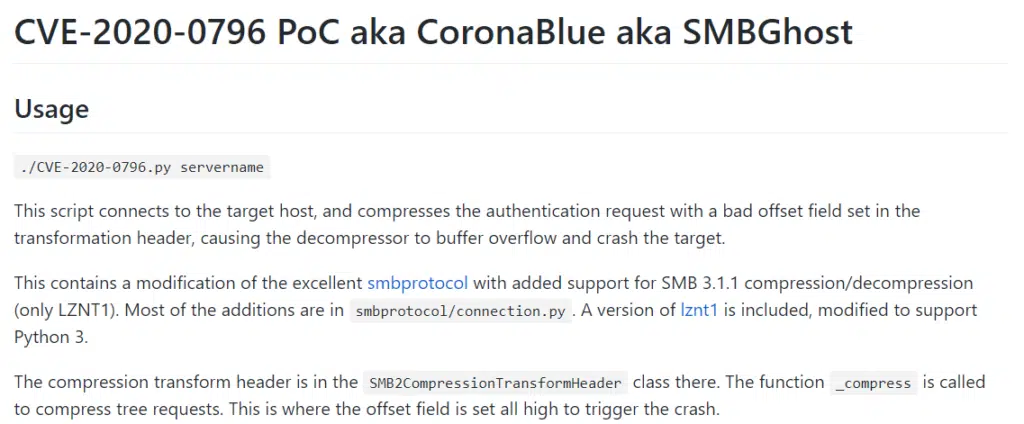 CVE-2020-0796 PoC aka CoronaBlue aka SMBGhost
Usage
./CVE-2020-0796.py servername
This script connects to the target host, and compresses the authentication request with a bad offset field set in the
transformation header, causing the decompressor to buffer overflow and crash the target.
This contains a modification of the excellent smbprotocol with added support for SMB 3.1.1 compression/decompression
(only LZNT1). Most of the additions are in smbprotocol/connection.py. A version of lznt1 is included, modified to support
Python 3.
The compression transform header is in the SMB2CompressionTransformHeader class there. The function _compress is called
to compress tree requests. This is where the offset field is set all high to trigger the crash.